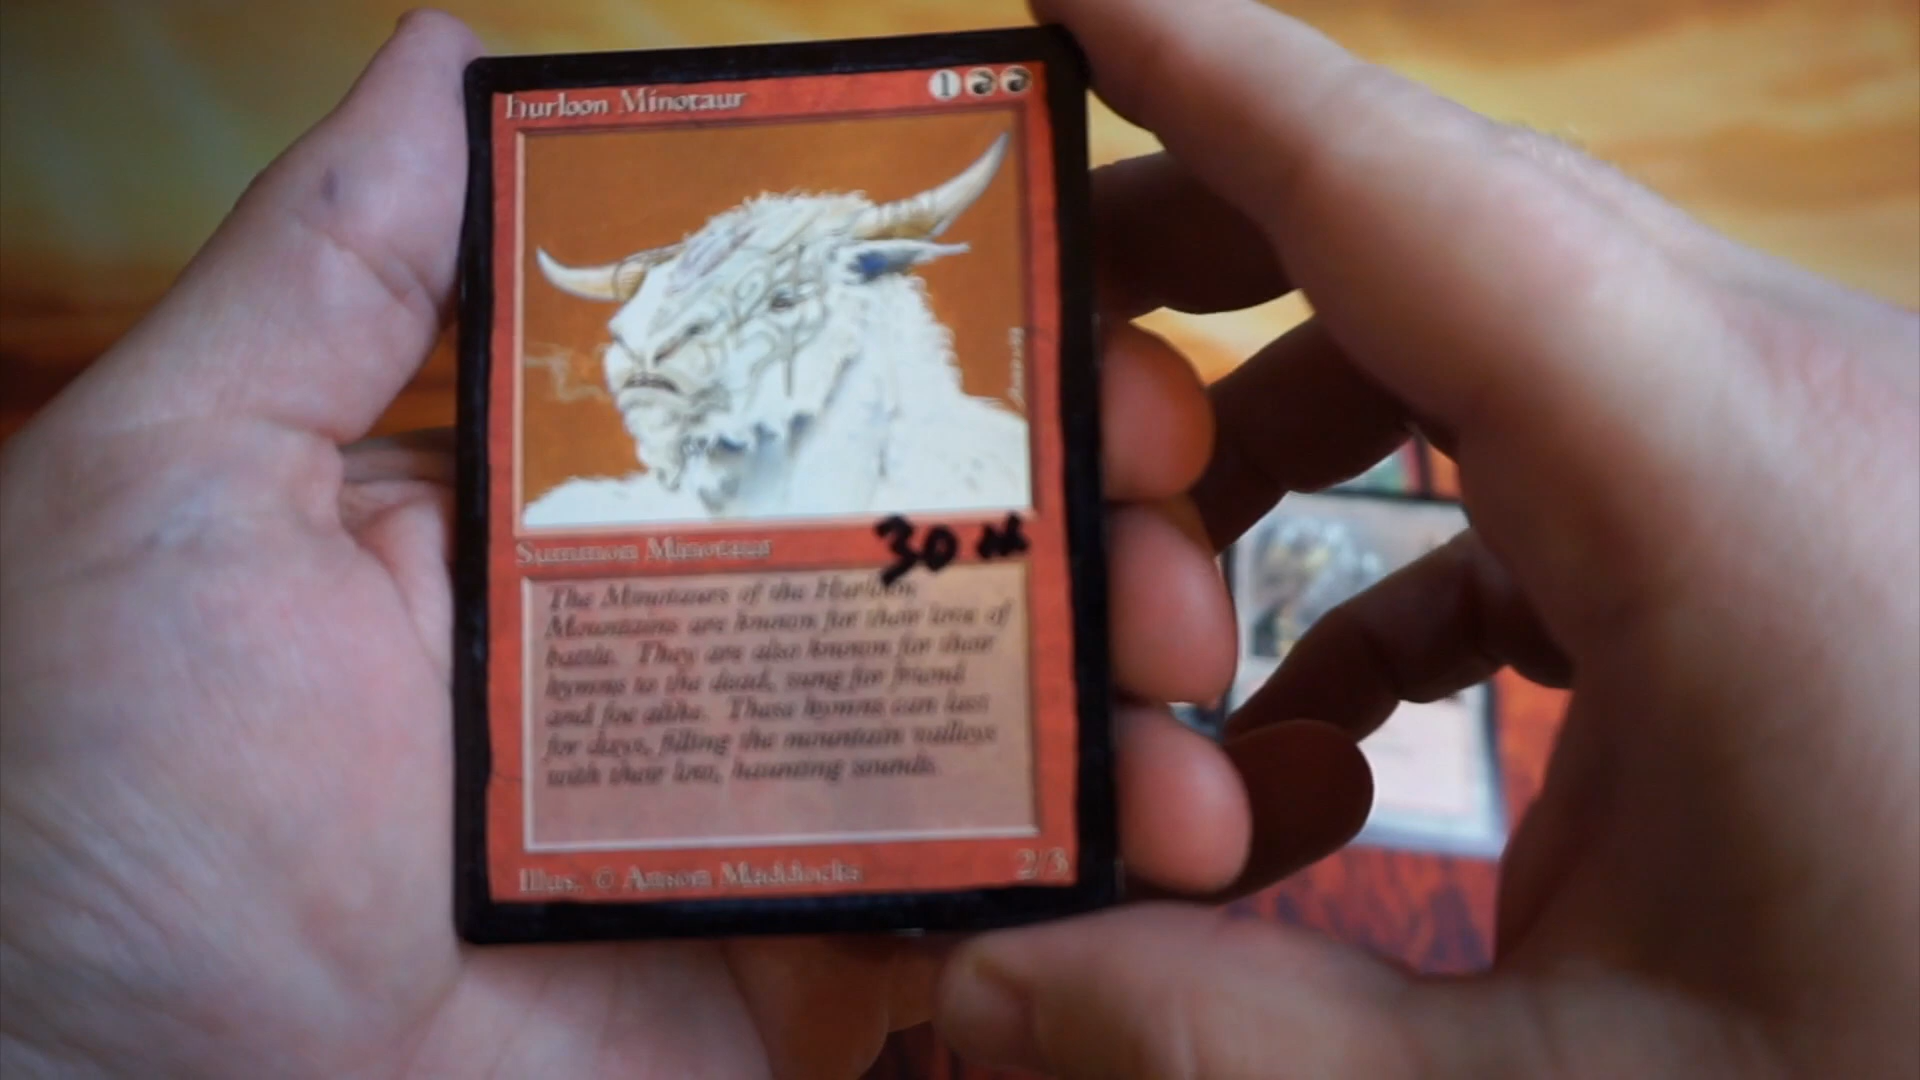 Hurloon Minotaur
1
Summon Minotaur
30
The Minotaurs of the Hurloon
Mountains are known for their love of
battle. They are also known for their
hymns to the dead, sung for friend
and foe alike. These hymns can last
for days, filling the mountain valleys
with their low, haunting sounds.
Illus. © Anson Maddocks
2/3